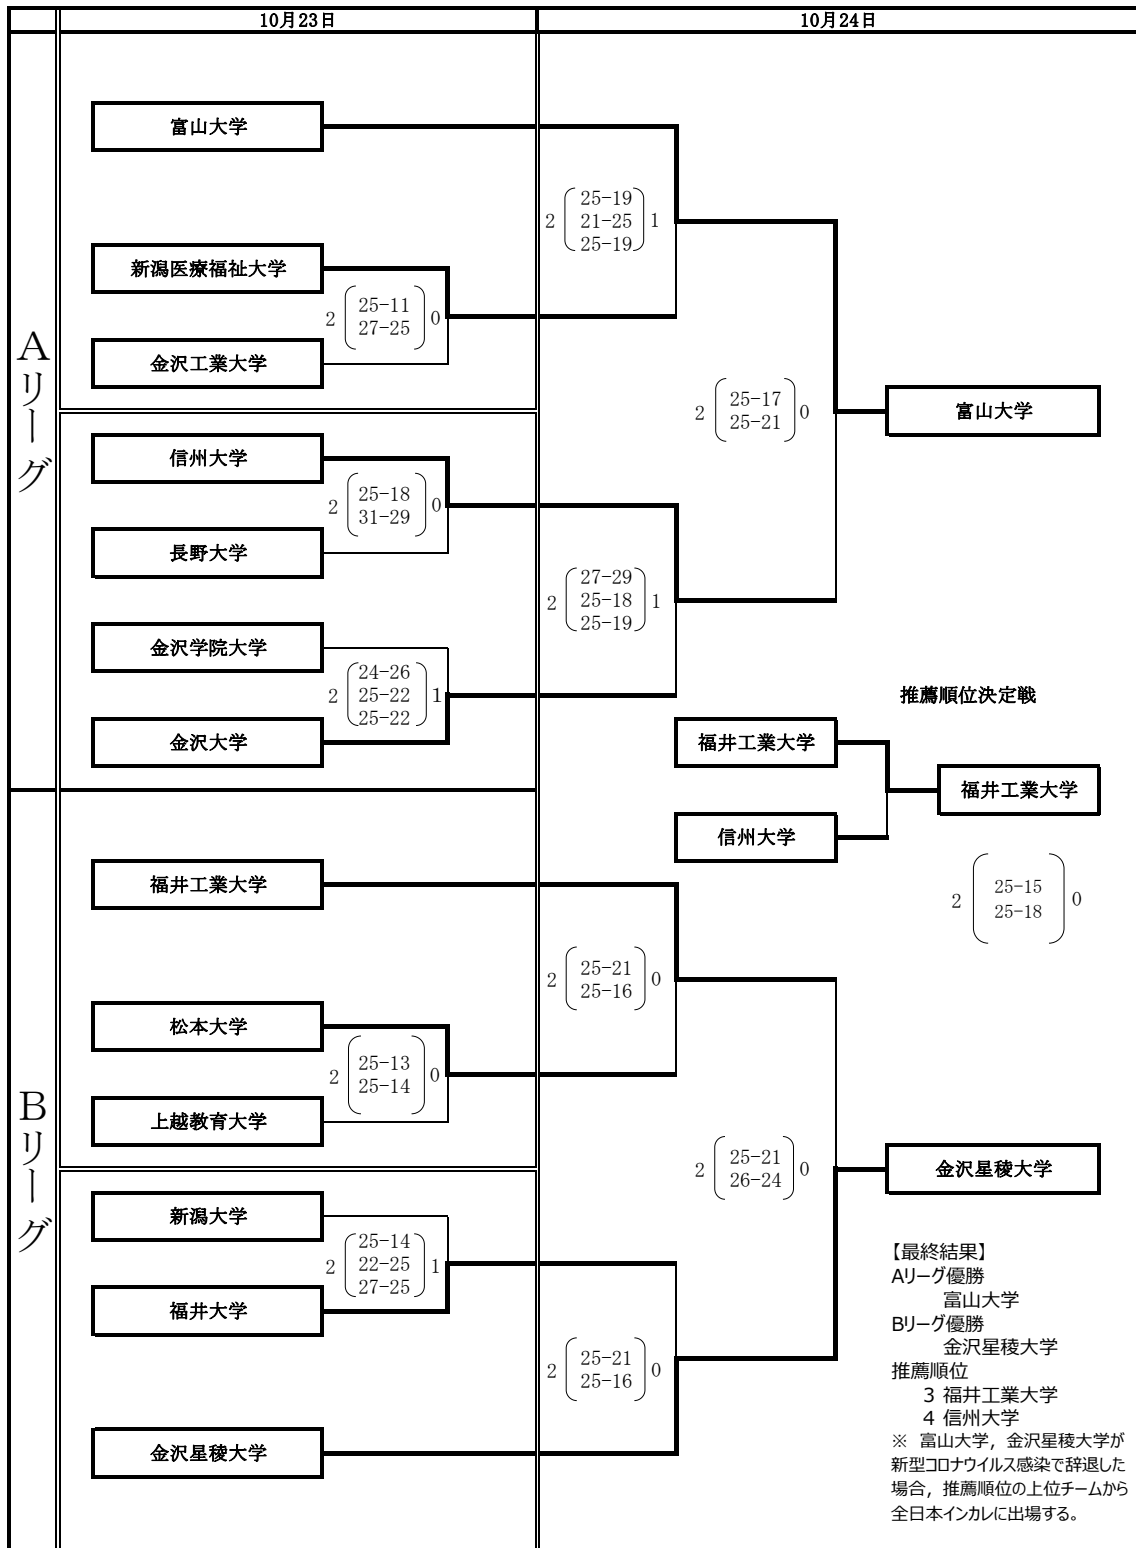 10月23日
10月24日
Aリーグ
富山大学
2 25-19 1
21-25
25-19
新潟医療福祉大学
2 25-11 0
27-25
金沢工業大学
2 25-17 0
25-21
富山大学
信州大学
2 25-18 0
31-29
長野大学
2 27-29 1
25-18
25-19
金沢学院大学
2 24-26 1
25-22
25-22
金沢大学
推薦順位決定戦
福井工業大学
福井工業大学
信州大学
2 25-15 0
25-18
Bリーグ
福井工業大学
2 25-21 0
25-16
松本大学
2 25-13 0
25-14
上越教育大学
2 25-21 0
26-24
金沢星稜大学
新潟大学
2 25-14 1
22-25
27-25
福井大学
2 25-21 0
25-16
金沢星稜大学
【最終結果】
Aリーグ優勝
富山大学
Bリーグ優勝
金沢星稜大学
推薦順位
3 福井工業大学
4 信州大学
※ 富山大学，金沢星稜大学が
新型コロナウイルス感染で辞退した
場合，推薦順位の上位チームから
全日本インカレに出場する。